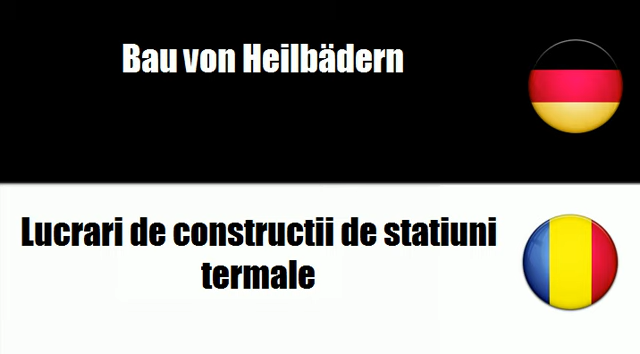 Bau von Heilbädern
Lucrari de constructii de statiuni
termale